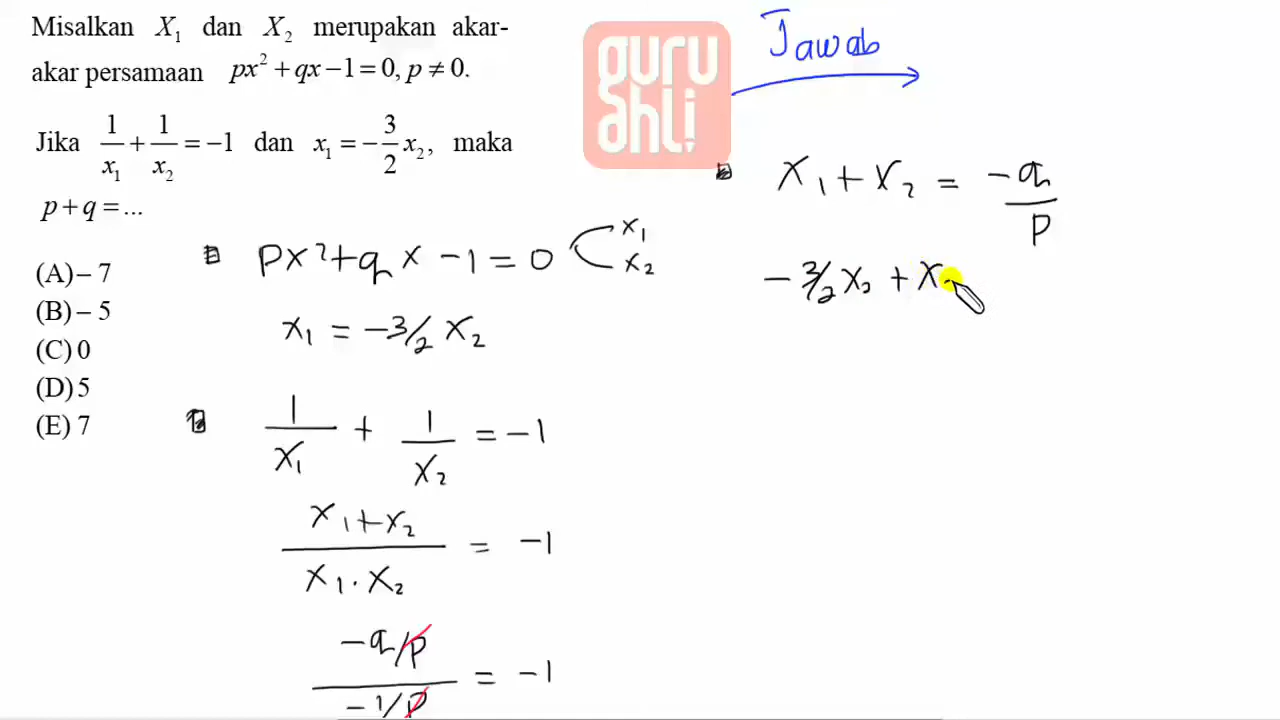 Misalkan X₁ dan X₂ merupakan akar-
akar persamaan px² + qx − 1 = 0, p ≠ 0.
Jika 1/x₁ + 1/x₂ = −1 dan x₁ = −3/2 x₂, maka
p + q = ...
(A) – 7
(B) – 5
(C) 0
(D) 5
(E) 7
px² + qx − 1 = 0
x₁
x₂
x₁ = −3/2 x₂
1/x₁ + 1/x₂ = −1
(x₁ + x₂)/(x₁ . x₂) = −1
(−q/p)/(−1/p) = −1
guru
ahli
Jawab
x₁ + x₂ = −q/p
−3/2 x₂ + x